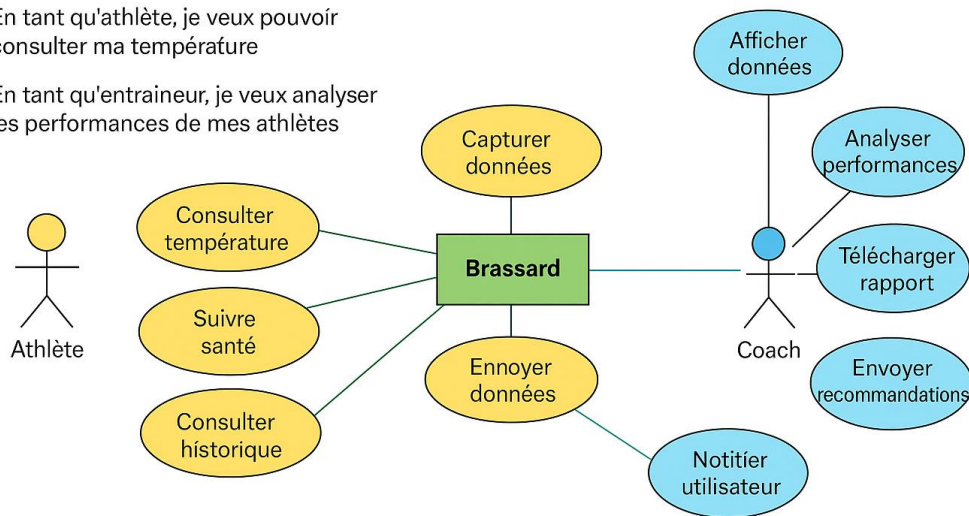 En tant qu'athlète, je veux pouvoir
consulter ma température
En tant qu'entraineur, je veux analyser
les performances de mes athlètes
Afficher
données
Capturer
données
Analyser
performances
Consulter
température
Brassard
Télécharger
rapport
Suivre
santé
Athlète
Coach
Ennoyer
données
Envoyer
recommandations
Consulter
hístorique
Notitíer
utilisateur